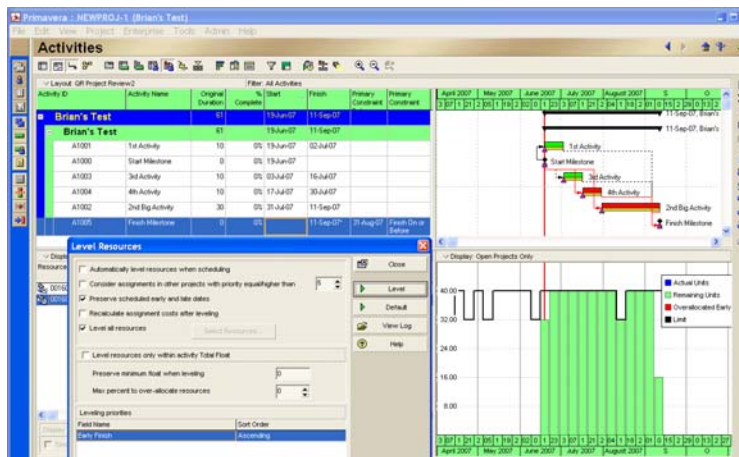 Primavera : NEWPROJ-1 (Brian's Test)
File Edit View Project Enterprise Tools Admin Help
Activities
Layout: QR Project Review2 Filter: All Activities
Activity ID Activity Name Original Duration % Complete Start Finish Primary Constraint Primary Constraint
Brian's Test 61 19-Jun-07 11-Sep-07
Brian's Test 61 19-Jun-07 11-Sep-07
A1001 1st Activity 10 0% 19-Jun-07 02-Jul-07
A1000 Start Milestone 0 0% 19-Jun-07
A1003 3rd Activity 10 0% 03-Jul-07 16-Jul-07
A1004 4th Activity 10 0% 17-Jul-07 30-Jul-07
A1002 2nd Big Activity 30 0% 31-Jul-07 11-Sep-07
A1005 Finish Milestone 0 0% 11-Sep-07* 31-Aug-07 Finish On or Before
April 2007 May 2007 June 2007 July 2007 August 2007 S O
11-Sep-07, Brian's
11-Sep-07, Brian's
1st Activity
Start Milestone
3rd Activity
4th Activity
2nd Big Activity
Finish Milestone
Level Resources
Automatically level resources when scheduling
Consider assignments in other projects with priority equal/higher than 5
Preserve scheduled early and late dates
Recalculate assignment costs after leveling
Level all resources Select Resources...
Level resources only within activity Total Float
Preserve minimum float when leveling 0
Max percent to over-allocate resources 0
Leveling priorities
Field Name Sort Order
Early Finish Ascending
Close
Level
Default
View Log
Help
Display: Open Projects Only
40.00
32.00
24.00
16.00
8.00
Actual Units
Remaining Units
Overallocated Early
Limit
April 2007 May 2007 June 2007 July 2007 August 2007 S O